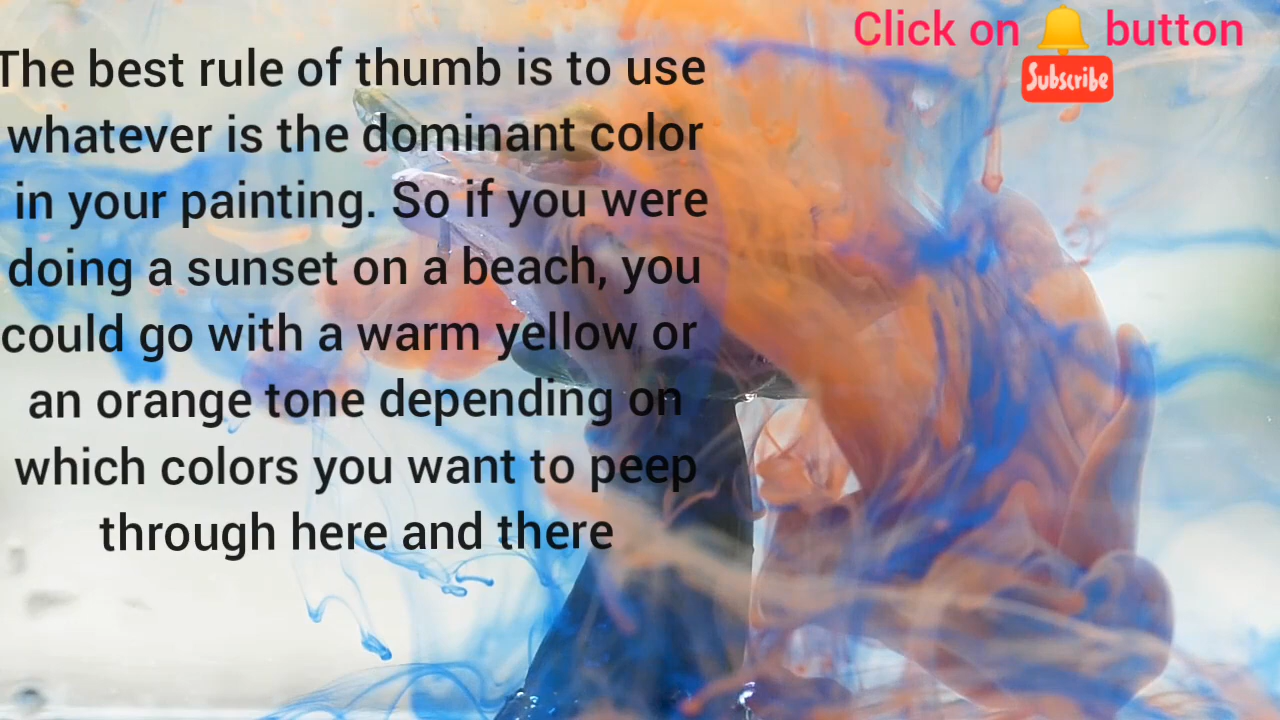 Click on 🔔 button
Subscribe
The best rule of thumb is to use
whatever is the dominant color
in your painting. So if you were
doing a sunset on a beach, you
could go with a warm yellow or
an orange tone depending on
which colors you want to peep
through here and there